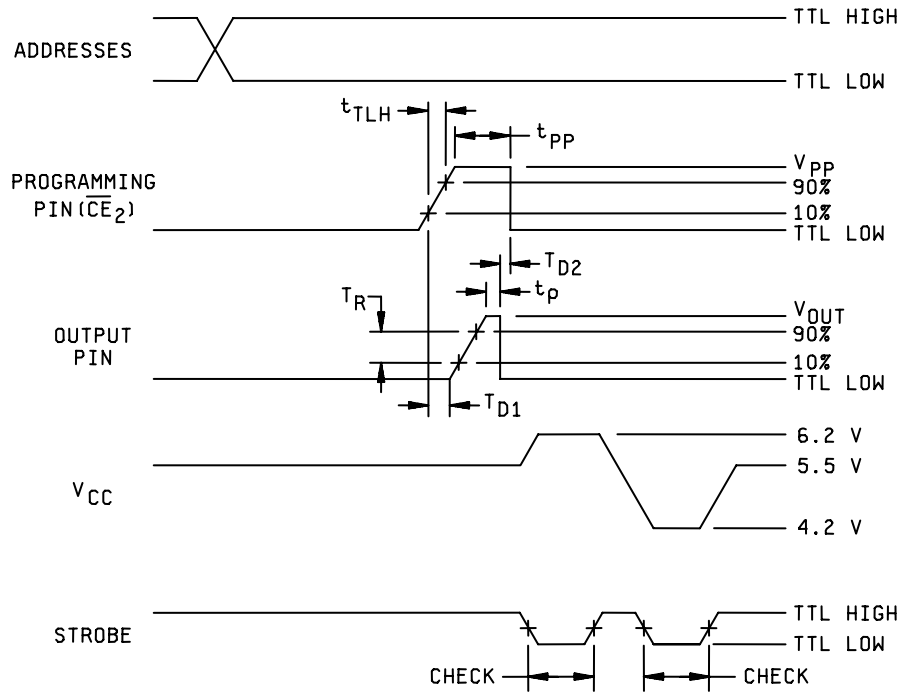 TTL HIGH
ADDRESSES
TTL LOW
tTLH
tPP
VPP
PROGRAMMING
PIN (C̅E̅2)
90%
10%
TTL LOW
TD2
tρ
TR
VOUT
OUTPUT
PIN
90%
10%
TTL LOW
TD1
6.2 V
5.5 V
VCC
4.2 V
TTL HIGH
STROBE
TTL LOW
CHECK
CHECK